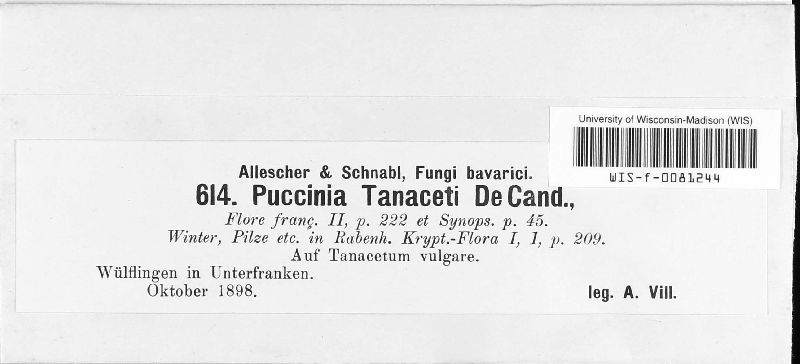 University of Wisconsin-Madison (WIS)
WIS-f-0081244
Allescher & Schnabl, Fungi bavarici.
614. Puccinia Tanaceti De Cand.,
Flore franç. II, p. 222 et Synops. p. 45.
Winter, Pilze etc. in Rabenh. Krypt.-Flora I, 1, p. 209.
Auf Tanacetum vulgare.
Wülflingen in Unterfranken.
Oktober 1898.
leg. A. Vill.